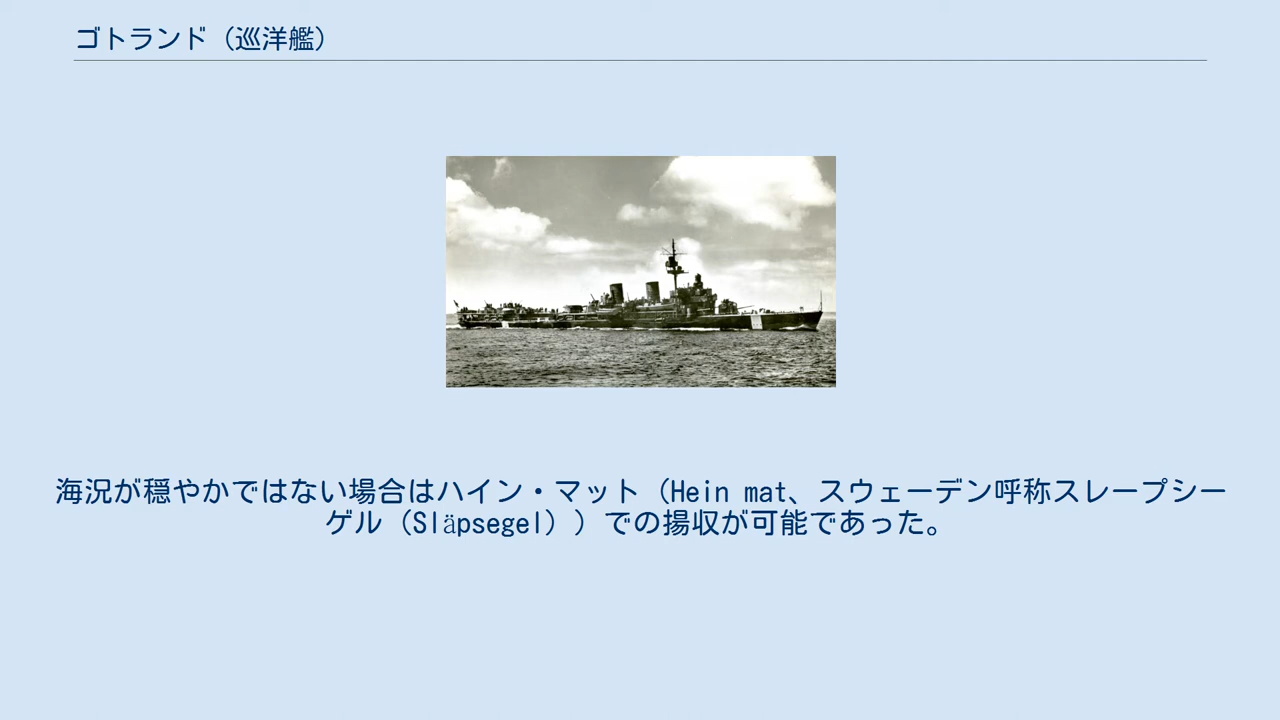 ゴトランド（巡洋艦）
海況が穏やかではない場合はハイン・マット（Hein mat、スウェーデン呼称スレープシー
ゲル（Släpsegel））での揚収が可能であった。